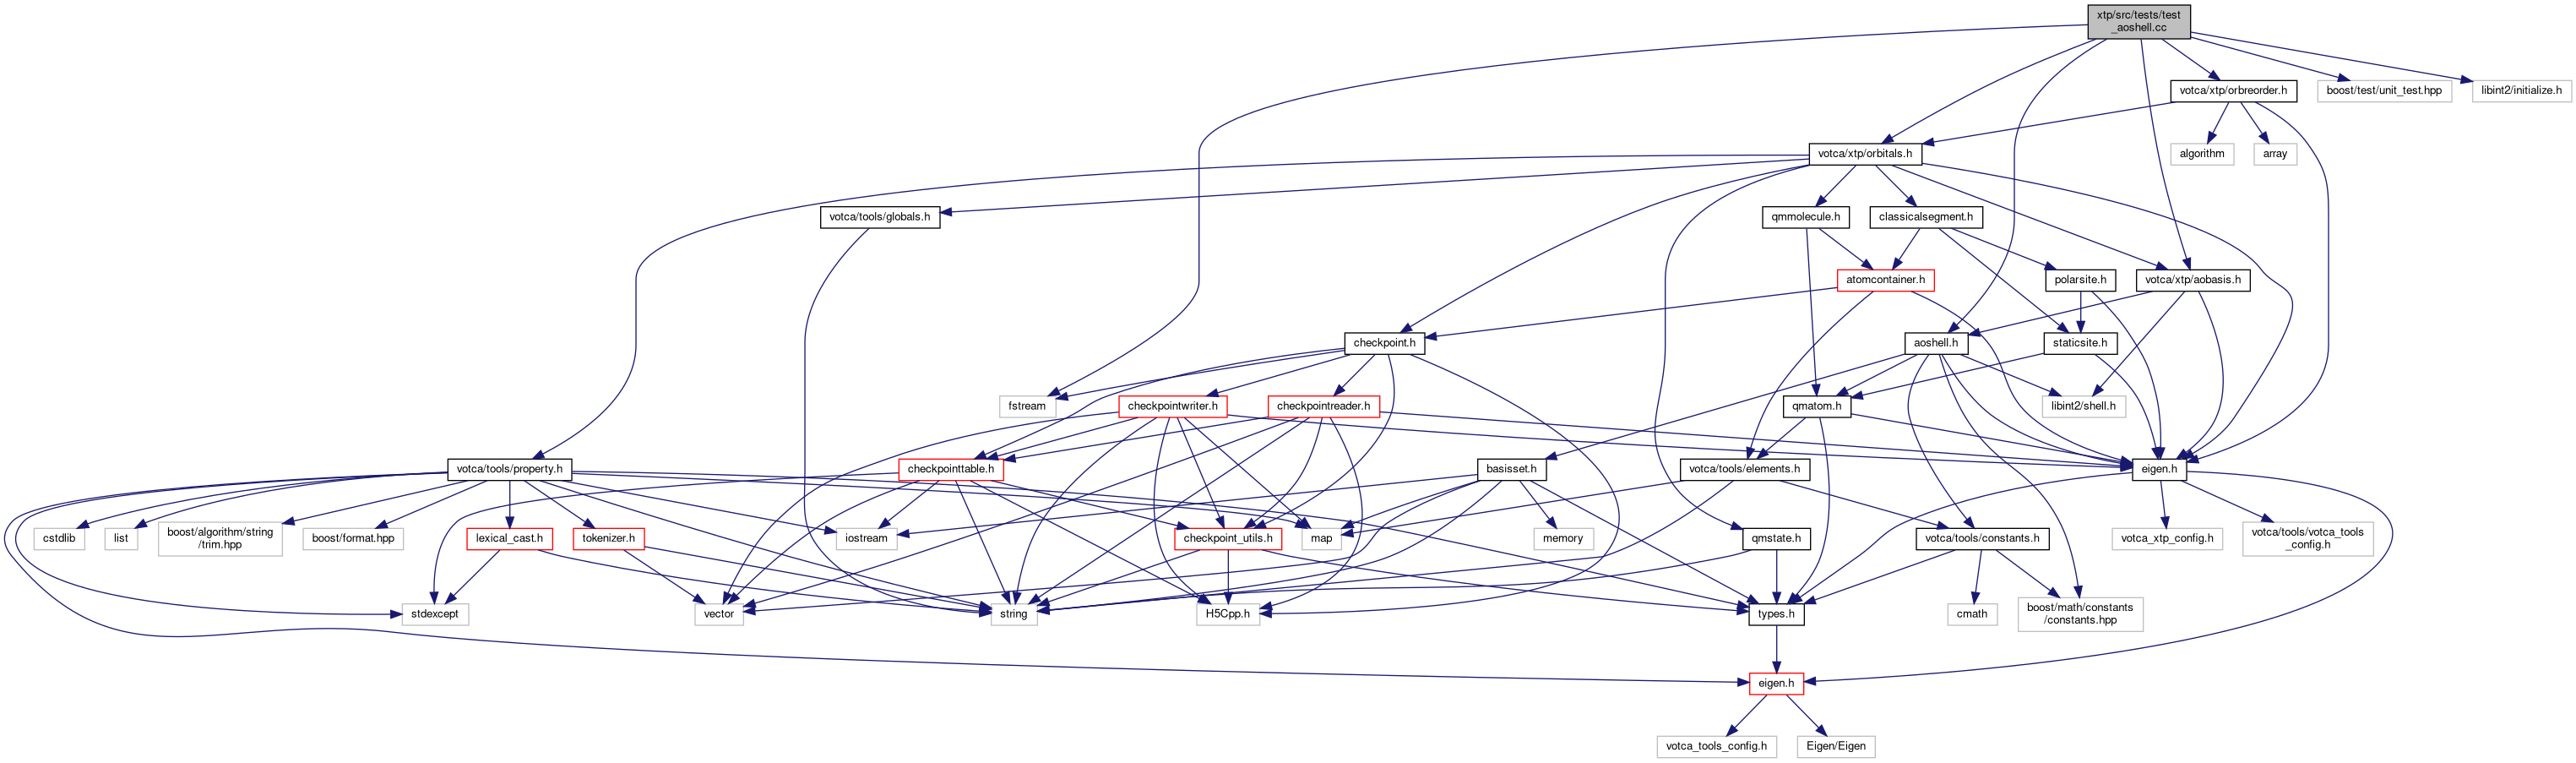 xtp/src/tests/test
_aoshell.cc
votca/xtp/orbreorder.h
boost/test/unit_test.hpp
libint2/initialize.h
votca/xtp/orbitals.h
algorithm
array
votca/tools/globals.h
qmmolecule.h
classicalsegment.h
atomcontainer.h
polarsite.h
votca/xtp/aobasis.h
checkpoint.h
aoshell.h
staticsite.h
fstream
checkpointwriter.h
checkpointreader.h
qmatom.h
libint2/shell.h
votca/tools/property.h
checkpointtable.h
basisset.h
votca/tools/elements.h
eigen.h
cstdlib
list
boost/algorithm/string
/trim.hpp
boost/format.hpp
lexical_cast.h
tokenizer.h
iostream
checkpoint_utils.h
map
memory
qmstate.h
votca/tools/constants.h
votca_xtp_config.h
votca/tools/votca_tools
_config.h
stdexcept
vector
string
H5Cpp.h
types.h
cmath
boost/math/constants
/constants.hpp
eigen.h
votca_tools_config.h
Eigen/Eigen